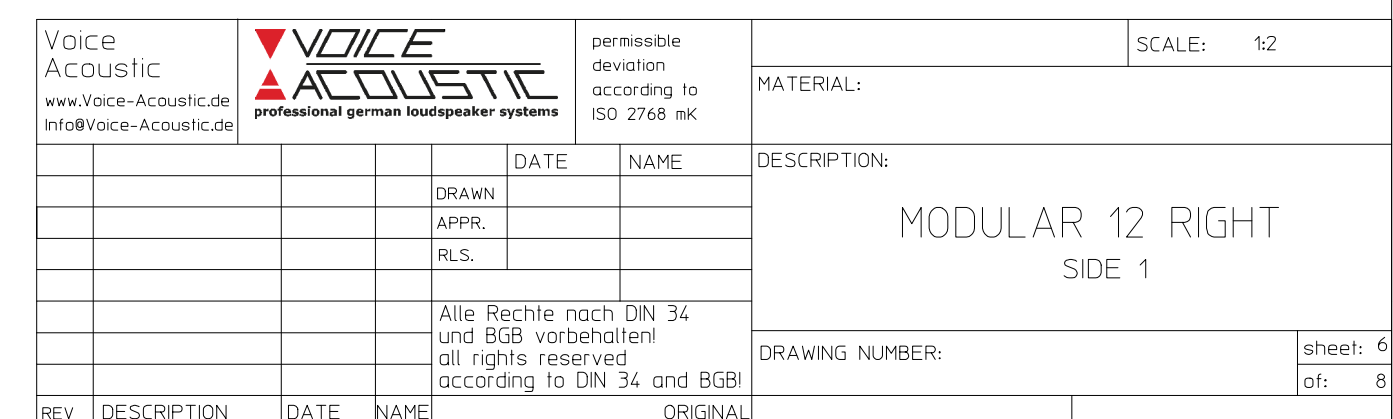 Voice
Acoustic
www.Voice-Acoustic.de
Info@Voice-Acoustic.de
VOICE
ACOUSTIC
professional german loudspeaker systems
permissible
deviation
according to
ISO 2768 mK
SCALE: 1:2
MATERIAL:
DATE NAME
DRAWN
APPR.
RLS.
DESCRIPTION:
MODULAR 12 RIGHT
SIDE 1
Alle Rechte nach DIN 34
und BGB vorbehalten!
all rights reserved
according to DIN 34 and BGB!
DRAWING NUMBER:
sheet: 6
of: 8
REV DESCRIPTION DATE NAME ORIGINAL